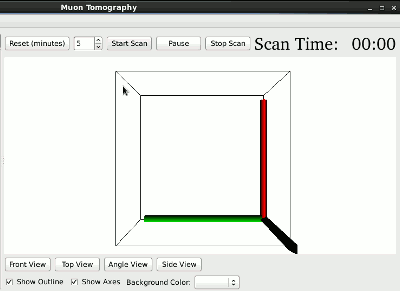 Muon Tomography
Reset (minutes) 5 Start Scan Pause Stop Scan Scan Time: 00:00
Front View Top View Angle View Side View
Show Outline Show Axes Background Color: